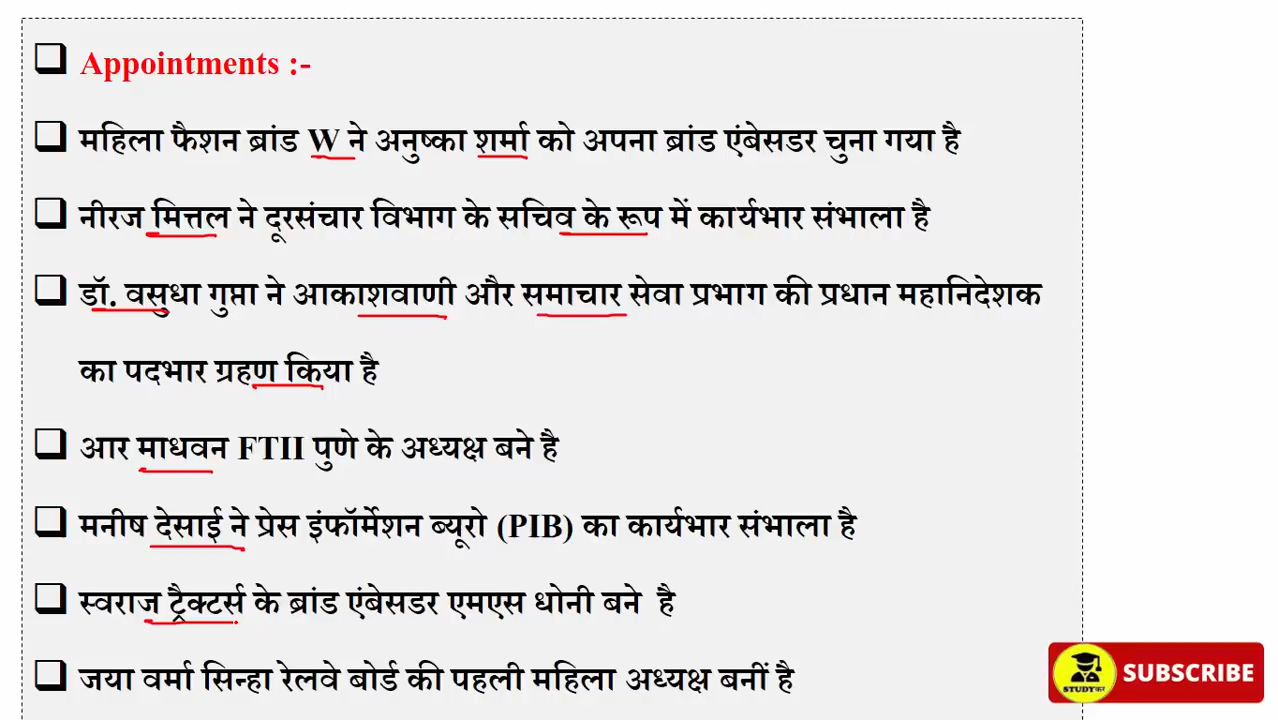 Appointments :-
महिला फैशन ब्रांड W ने अनुष्का शर्मा को अपना ब्रांड एंबेसडर चुना गया है
नीरज मित्तल ने दूरसंचार विभाग के सचिव के रूप में कार्यभार संभाला है
डॉ. वसुधा गुप्ता ने आकाशवाणी और समाचार सेवा प्रभाग की प्रधान महानिदेशक
का पदभार ग्रहण किया है
आर माधवन FTII पुणे के अध्यक्ष बने है
मनीष देसाई ने प्रेस इंफॉर्मेशन ब्यूरो (PIB) का कार्यभार संभाला है
स्वराज ट्रैक्टर्स के ब्रांड एंबेसडर एमएस धोनी बने है
जया वर्मा सिन्हा रेलवे बोर्ड की पहली महिला अध्यक्ष बनीं है
SUBSCRIBE
STUDYकर